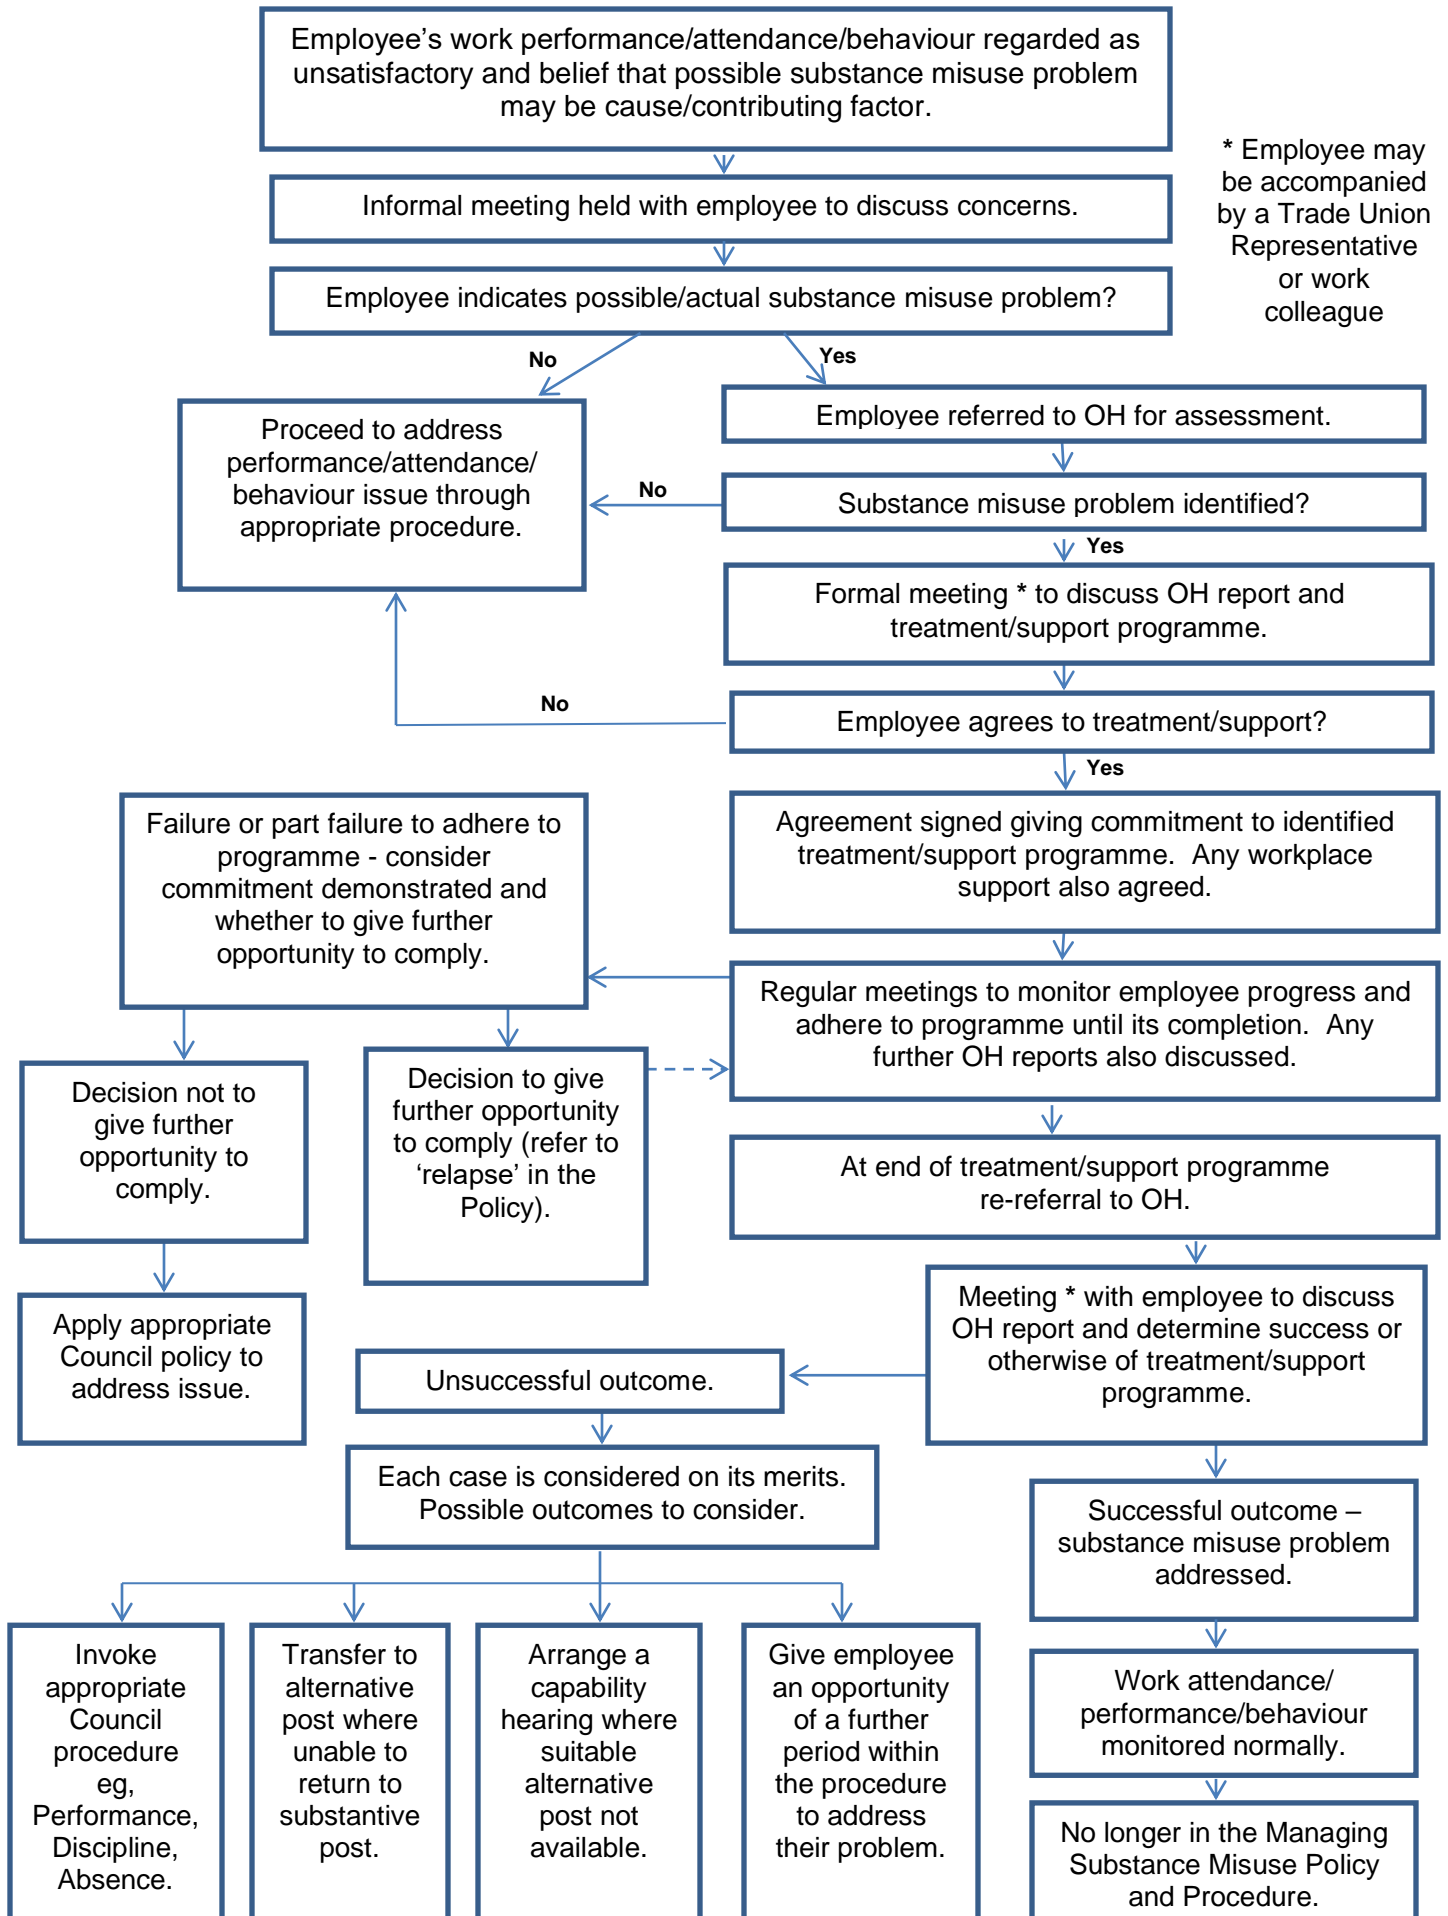 Employee’s work performance/attendance/behaviour regarded as
unsatisfactory and belief that possible substance misuse problem
may be cause/contributing factor.
* Employee may
be accompanied
by a Trade Union
Representative
or work
colleague
Informal meeting held with employee to discuss concerns.
Employee indicates possible/actual substance misuse problem?
No
Yes
Proceed to address
performance/attendance/
behaviour issue through
appropriate procedure.
Employee referred to OH for assessment.
No
Substance misuse problem identified?
Yes
Formal meeting * to discuss OH report and
treatment/support programme.
No
Employee agrees to treatment/support?
Yes
Failure or part failure to adhere to
programme - consider
commitment demonstrated and
whether to give further
opportunity to comply.
Agreement signed giving commitment to identified
treatment/support programme. Any workplace
support also agreed.
Regular meetings to monitor employee progress and
adhere to programme until its completion. Any
further OH reports also discussed.
Decision not to
give further
opportunity to
comply.
Decision to give
further opportunity
to comply (refer to
‘relapse’ in the
Policy).
At end of treatment/support programme
re-referral to OH.
Apply appropriate
Council policy to
address issue.
Meeting * with employee to discuss
OH report and determine success or
otherwise of treatment/support
programme.
Unsuccessful outcome.
Each case is considered on its merits.
Possible outcomes to consider.
Successful outcome –
substance misuse problem
addressed.
Invoke
appropriate
Council
procedure
eg,
Performance,
Discipline,
Absence.
Transfer to
alternative
post where
unable to
return to
substantive
post.
Arrange a
capability
hearing where
suitable
alternative
post not
available.
Give employee
an opportunity
of a further
period within
the procedure
to address
their problem.
Work attendance/
performance/behaviour
monitored normally.
No longer in the Managing
Substance Misuse Policy
and Procedure.